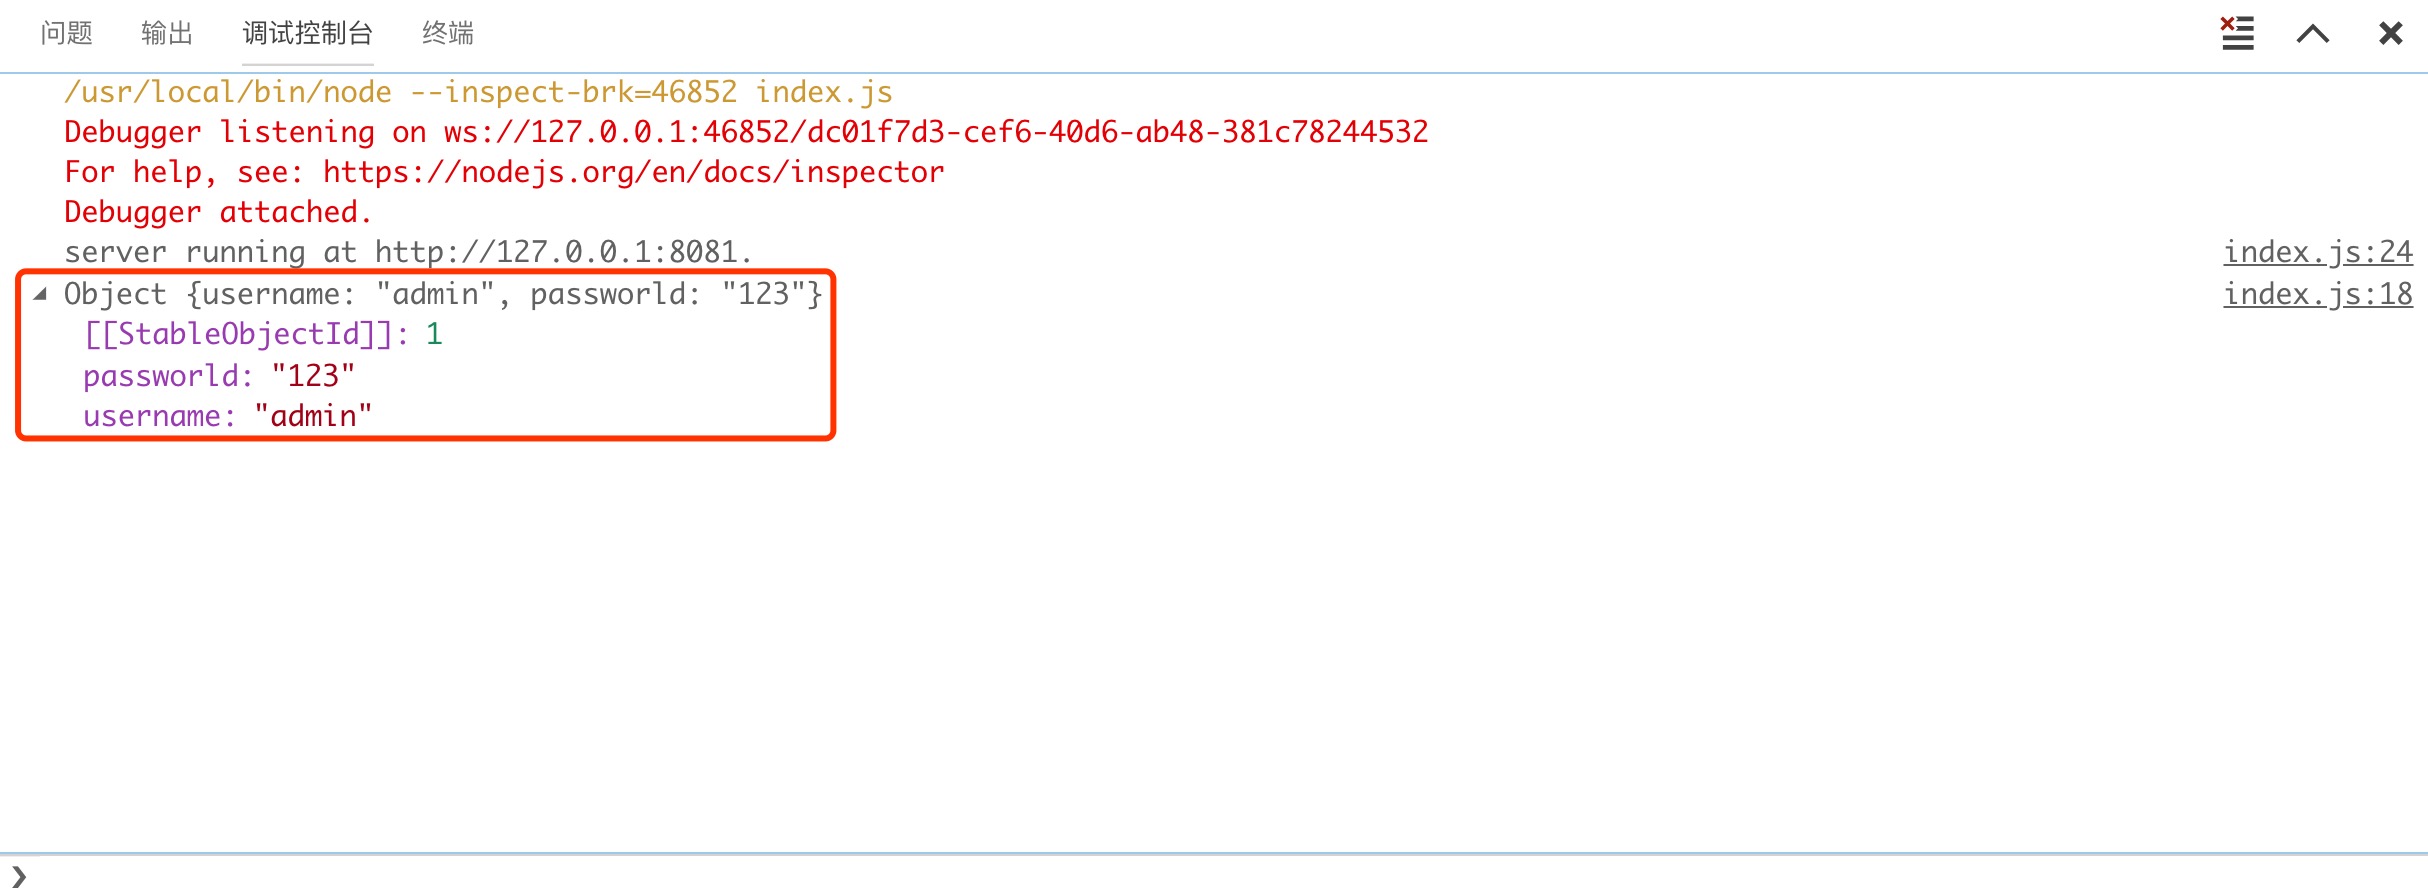 问题 输出 调试控制台 终端
/usr/local/bin/node --inspect-brk=46852 index.js
Debugger listening on ws://127.0.0.1:46852/dc01f7d3-cef6-40d6-ab48-381c78244532
For help, see: https://nodejs.org/en/docs/inspector
Debugger attached.
server running at http://127.0.0.1:8081. index.js:24
Object {username: "admin", passworld: "123"} index.js:18
[[StableObjectId]]: 1
passworld: "123"
username: "admin"